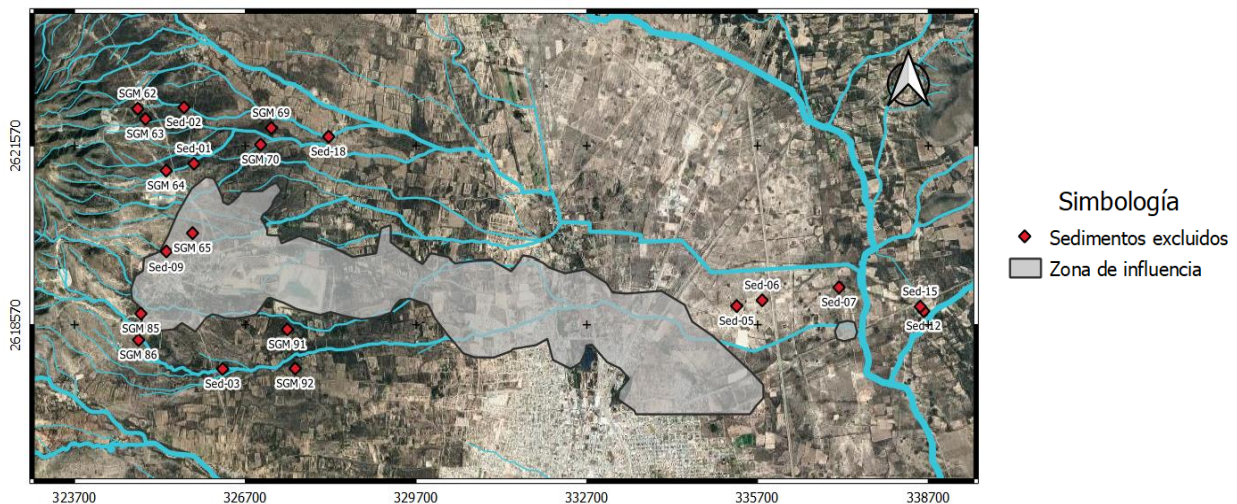 SGM 62
SGM 63
Sed-02
SGM 69
SGM 70
Sed-18
Sed-01
SGM 64
SGM 65
Sed-09
SGM 85
SGM 86
SGM 91
Sed-03
SGM 92
Sed-06
Sed-05
Sed-07
Sed-15
Sed-12
2621570
2618570
323700
326700
329700
332700
335700
338700
Simbología
Sedimentos excluidos
Zona de influencia